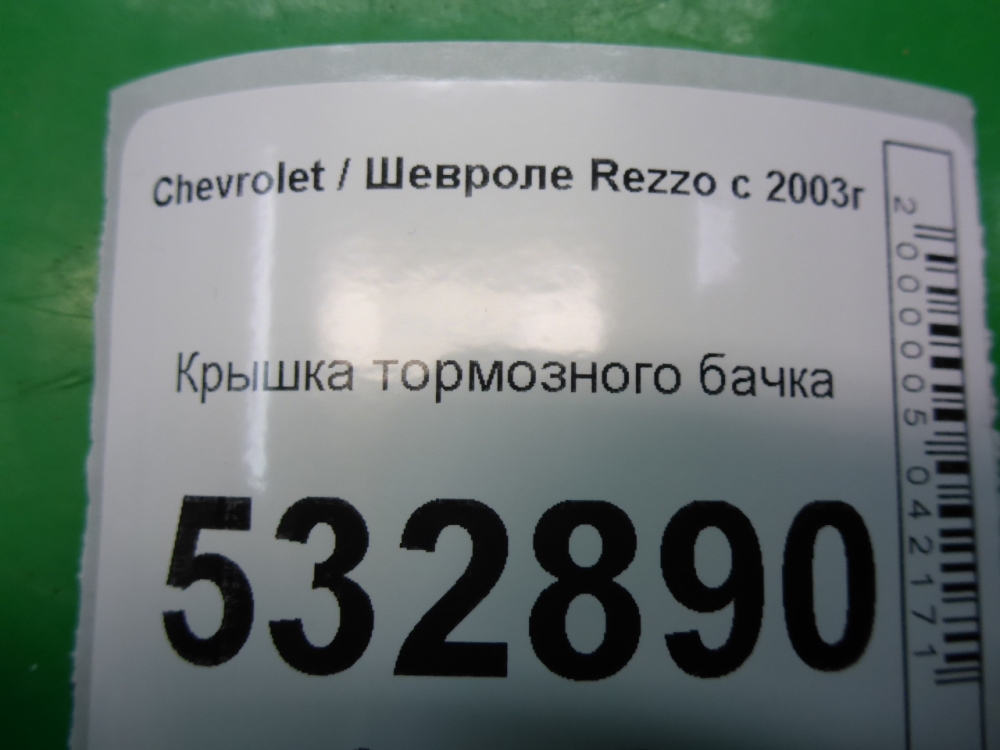 Chevrolet / Шевроле Rezzo с 2003г
Крышка тормозного бачка
532890
2000005042171